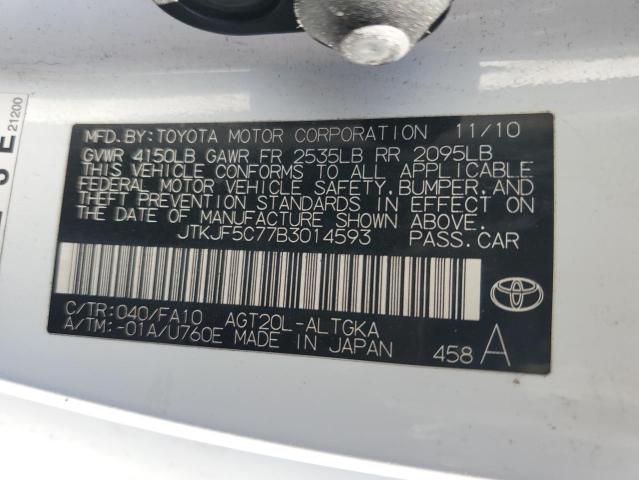 MFD.BY:TOYOTA MOTOR CORPORATION 11/10
GVWR 4150LB GAWR FR 2535LB RR 2095LB
THIS VEHICLE CONFORMS TO ALL APPLICABLE
FEDERAL MOTOR VEHICLE SAFETY, BUMPER, AND
THEFT PREVENTION STANDARDS IN EFFECT ON
THE DATE OF MANUFACTURE SHOWN ABOVE.
JTKJF5C77B3014593 PASS.CAR
C/TR:040/FA10 AGT20L-ALTGKA
A/TM:-01A/U760E MADE IN JAPAN 458 A
21200